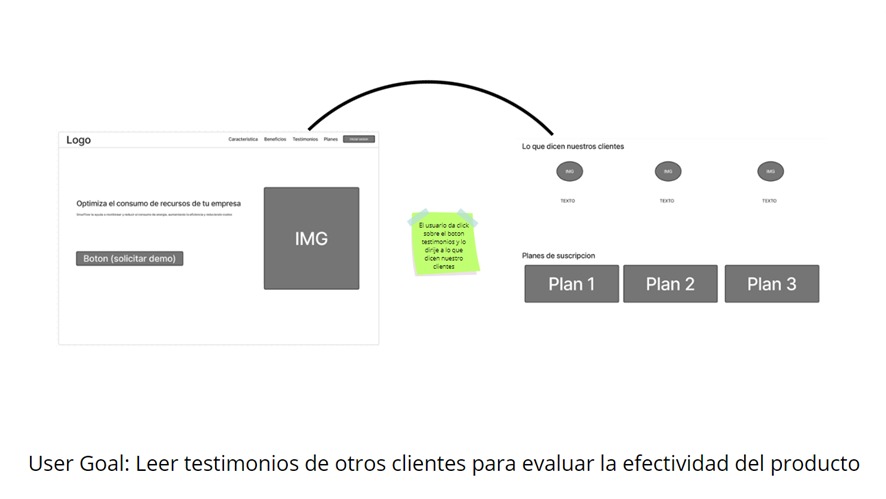 Logo
Característica Beneficios Testimonios Planes
Optimiza el consumo de recursos de tu empresa
Boton (solicitar demo)
IMG
El usuario da click
sobre el boton
testimonios y lo
dirije a lo que
dicen nuestro
clientes
Lo que dicen nuestros clientes
IMG IMG IMG
TEXTO TEXTO TEXTO
Planes de suscripcion
Plan 1 Plan 2 Plan 3
User Goal: Leer testimonios de otros clientes para evaluar la efectividad del producto